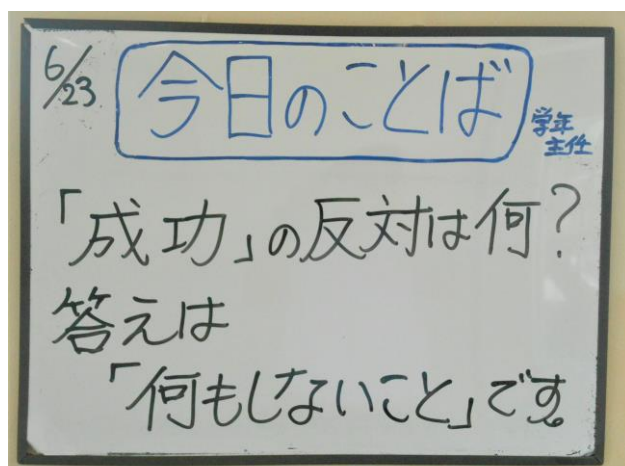 6/23
今日のことば
学年
主任
「成功」の反対は何?
答えは
「何もしないこと」です。